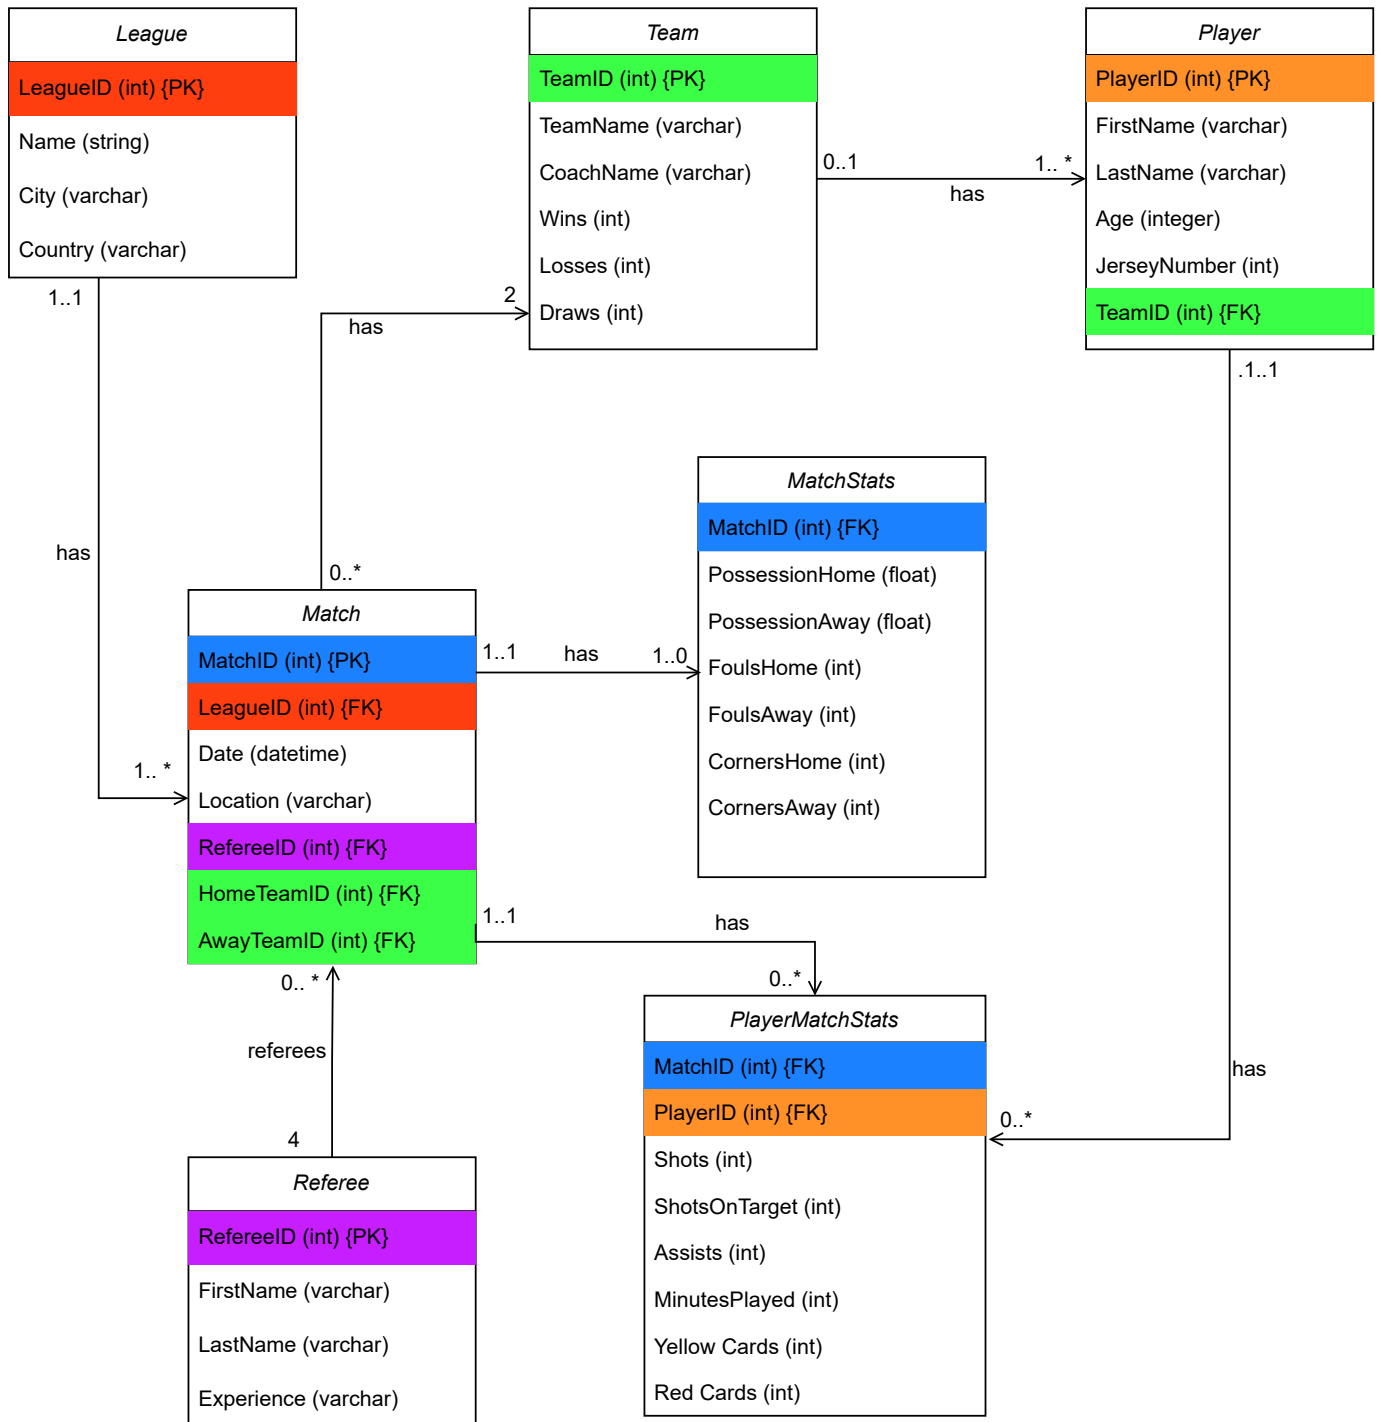 League
LeagueID (int) {PK}
Name (string)
City (varchar)
Country (varchar)
Team
TeamID (int) {PK}
TeamName (varchar)
CoachName (varchar)
Wins (int)
Losses (int)
Draws (int)
Player
PlayerID (int) {PK}
FirstName (varchar)
LastName (varchar)
Age (integer)
JerseyNumber (int)
TeamID (int) {FK}
0..1
1.. *
has
1..1
has
1.. *
2
has
0..*
.1..1
has
0..*
MatchStats
MatchID (int) {FK}
PossessionHome (float)
PossessionAway (float)
FoulsHome (int)
FoulsAway (int)
CornersHome (int)
CornersAway (int)
Match
MatchID (int) {PK}
LeagueID (int) {FK}
Date (datetime)
Location (varchar)
RefereeID (int) {FK}
HomeTeamID (int) {FK}
AwayTeamID (int) {FK}
1..1
has
1..0
1..1
has
0..*
0.. *
referees
4
PlayerMatchStats
MatchID (int) {FK}
PlayerID (int) {FK}
Shots (int)
ShotsOnTarget (int)
Assists (int)
MinutesPlayed (int)
Yellow Cards (int)
Red Cards (int)
Referee
RefereeID (int) {PK}
FirstName (varchar)
LastName (varchar)
Experience (varchar)